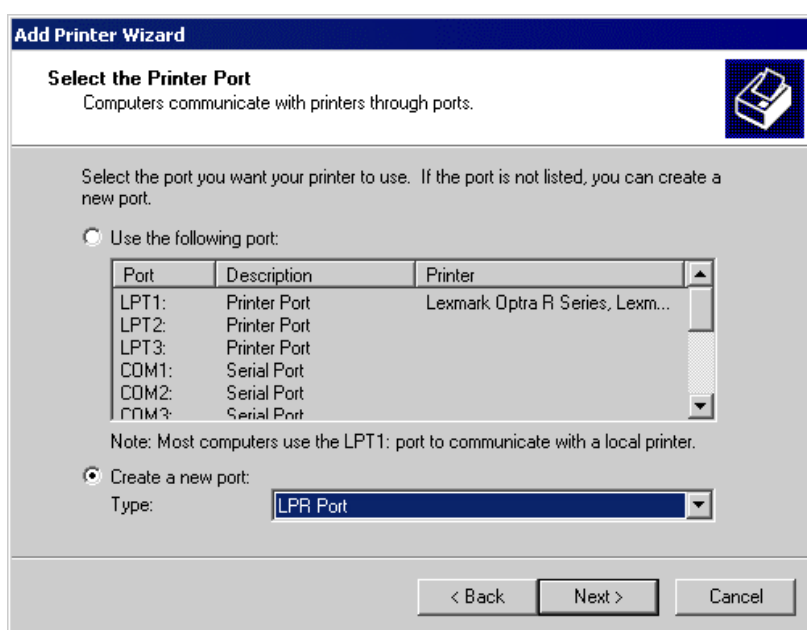 Add Printer Wizard
Select the Printer Port
Computers communicate with printers through ports.
Select the port you want your printer to use. If the port is not listed, you can create a
new port.
Use the following port:
Port Description Printer
LPT1: Printer Port Lexmark Optra R Series, Lexm...
LPT2: Printer Port
LPT3: Printer Port
COM1: Serial Port
COM2: Serial Port
COM3: Serial Port
Note: Most computers use the LPT1: port to communicate with a local printer.
Create a new port:
Type: LPR Port
< Back Next > Cancel